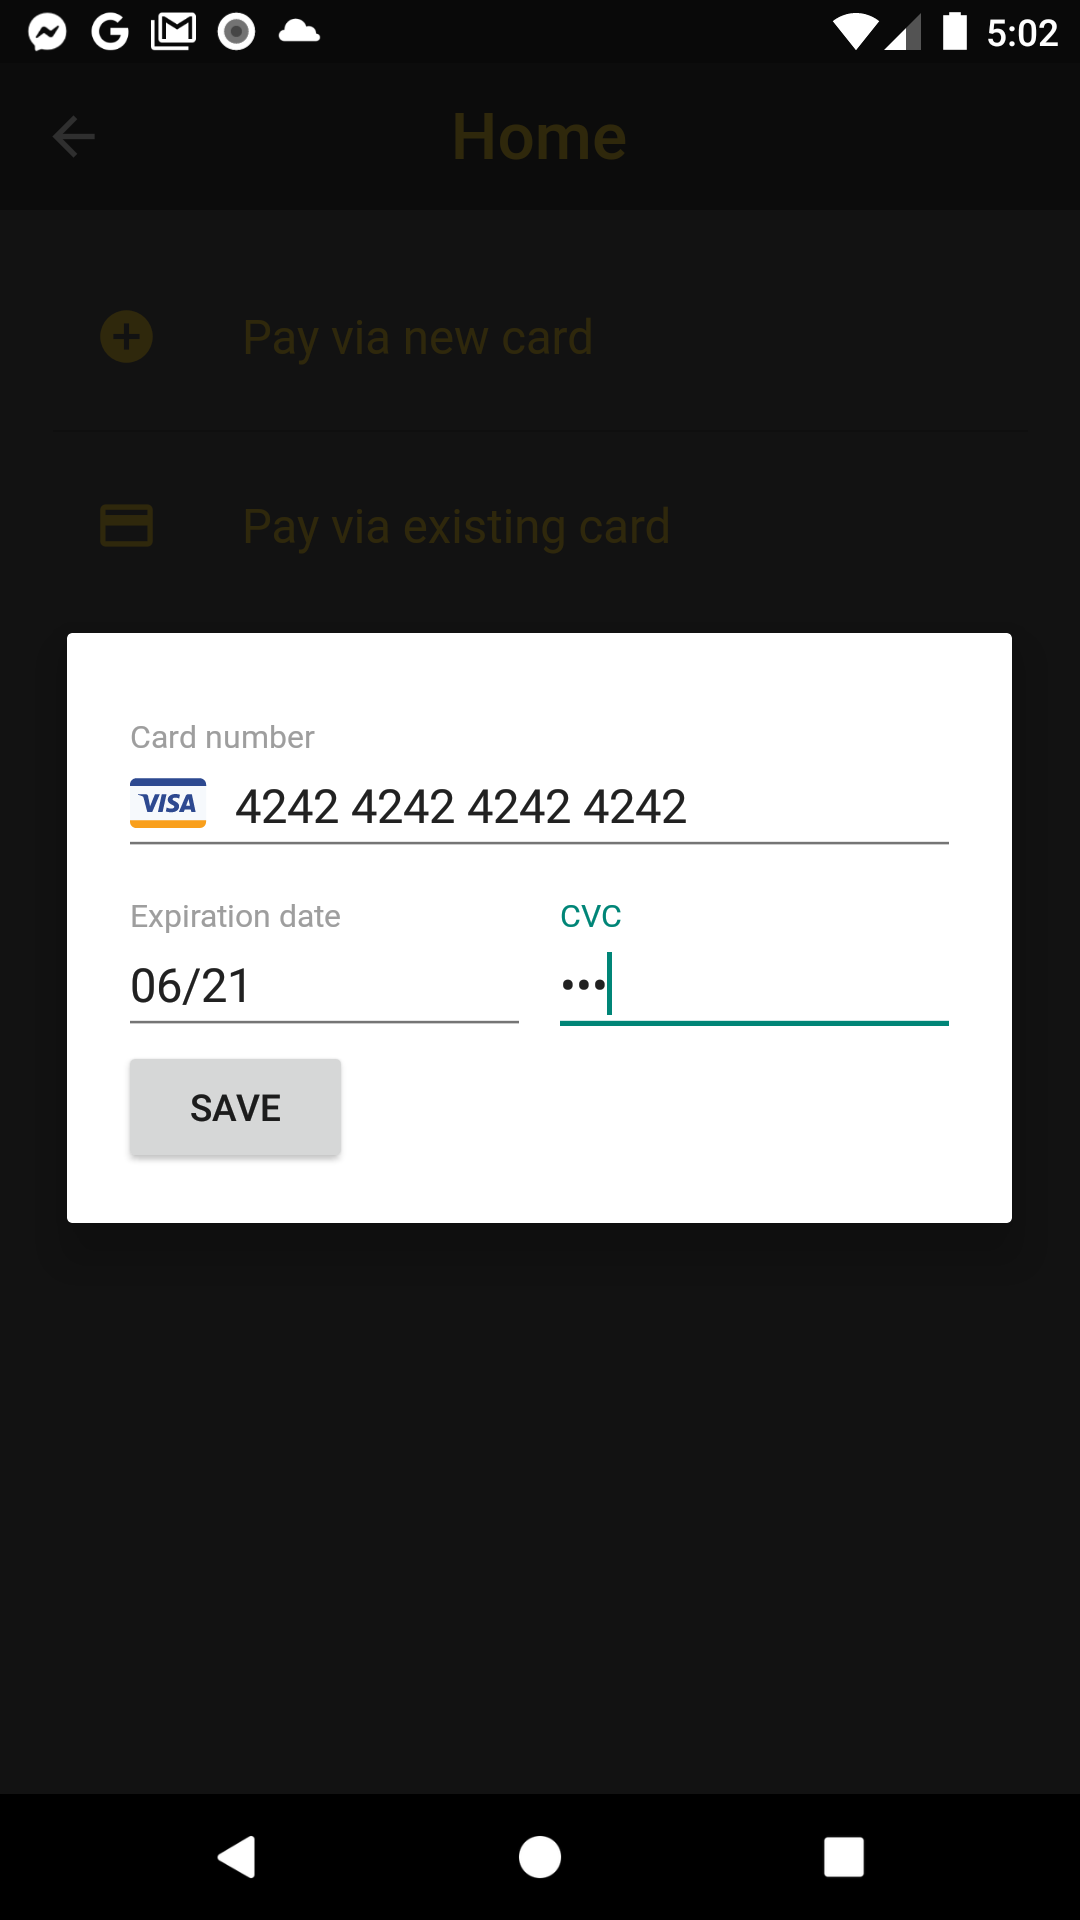 5:02
Home
Pay via new card
Pay via existing card
Card number
VISA 4242 4242 4242 4242
Expiration date CVC
06/21 •••
SAVE